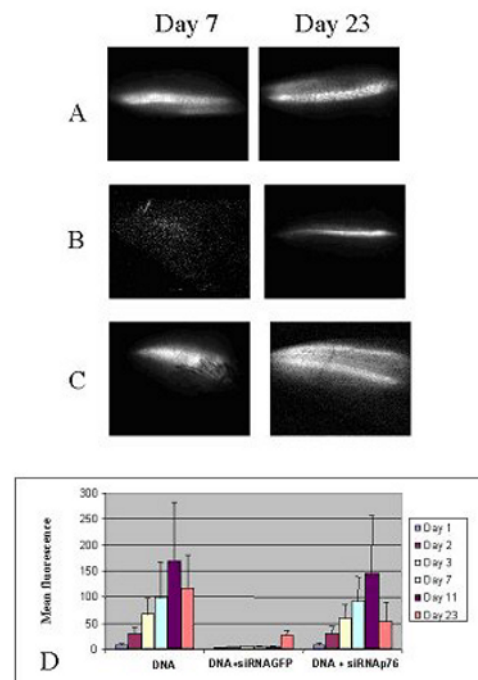 Day 7 Day 23
A
B
C
D
Mean fluorescence
300
250
200
150
100
50
0
DNA
DNA+siRNAGFP
DNA + siRNAp76
Day 1
Day 2
Day 3
Day 7
Day 11
Day 23